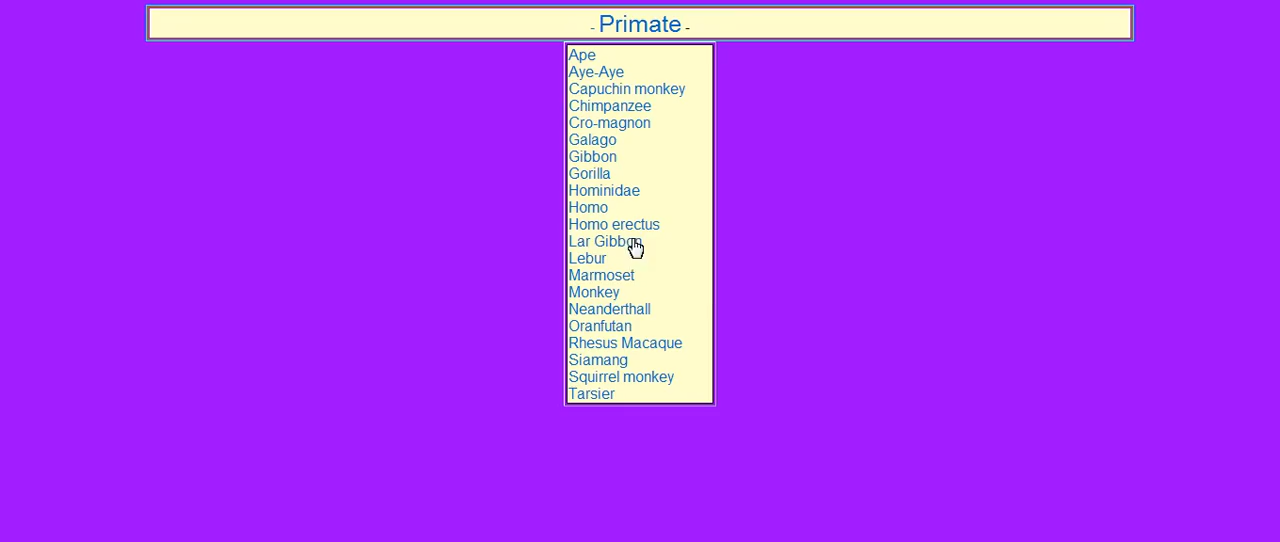 - Primate -
Ape
Aye-Aye
Capuchin monkey
Chimpanzee
Cro-magnon
Galago
Gibbon
Gorilla
Hominidae
Homo
Homo erectus
Lar Gibbon
Lebur
Marmoset
Monkey
Neanderthall
Oranfutan
Rhesus Macaque
Siamang
Squirrel monkey
Tarsier